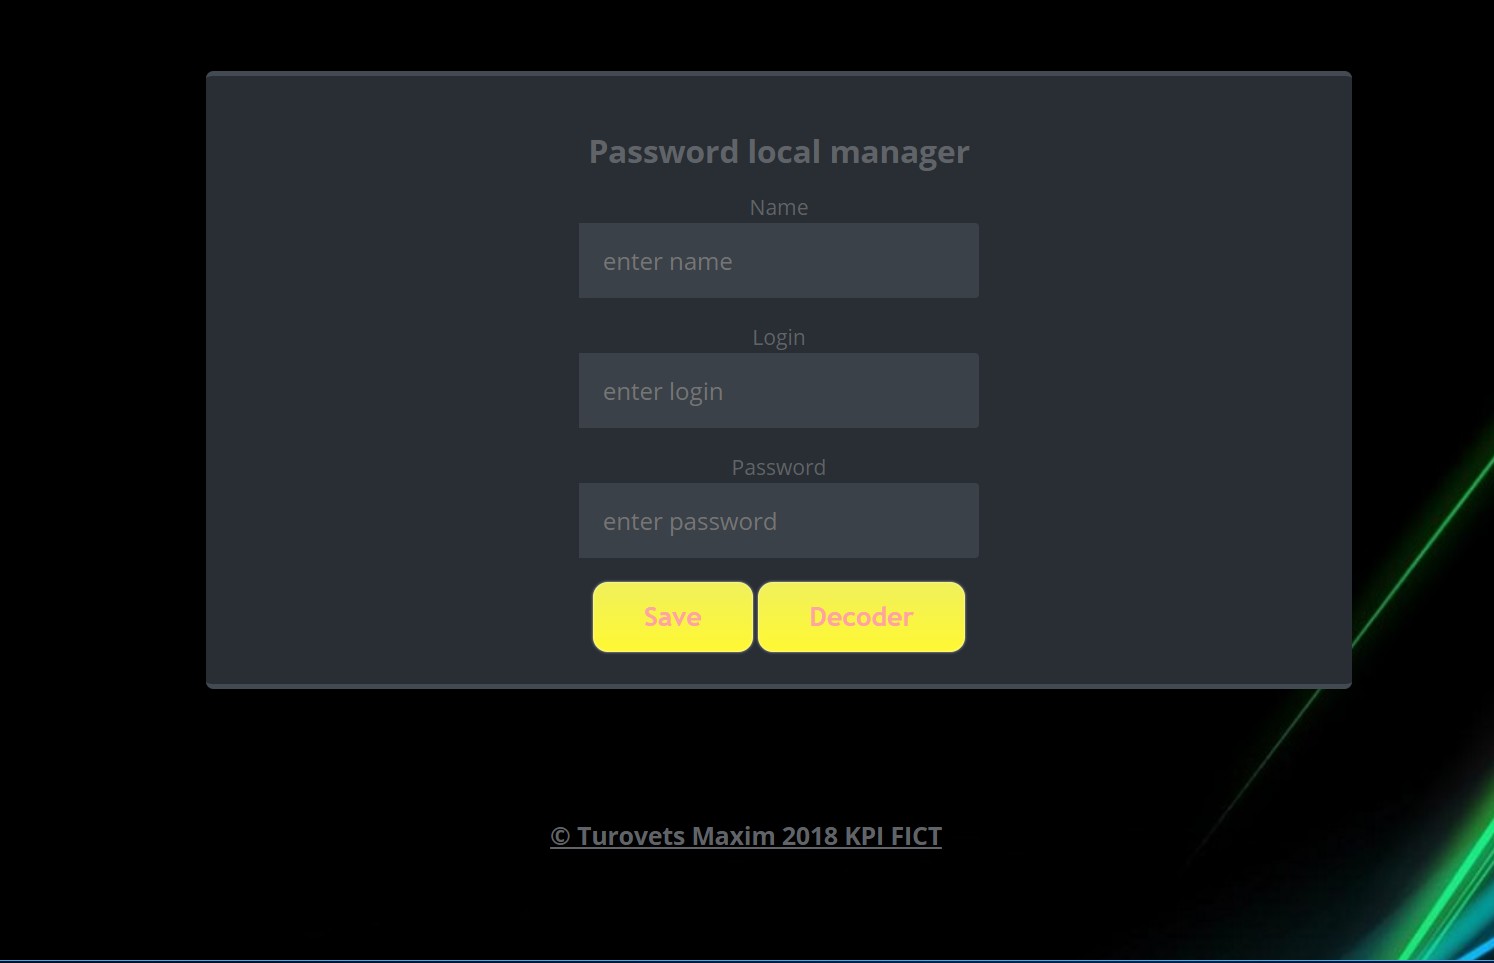 Password local manager
Name
enter name
Login
enter login
Password
enter password
Save Decoder
© Turovets Maxim 2018 KPI FICT